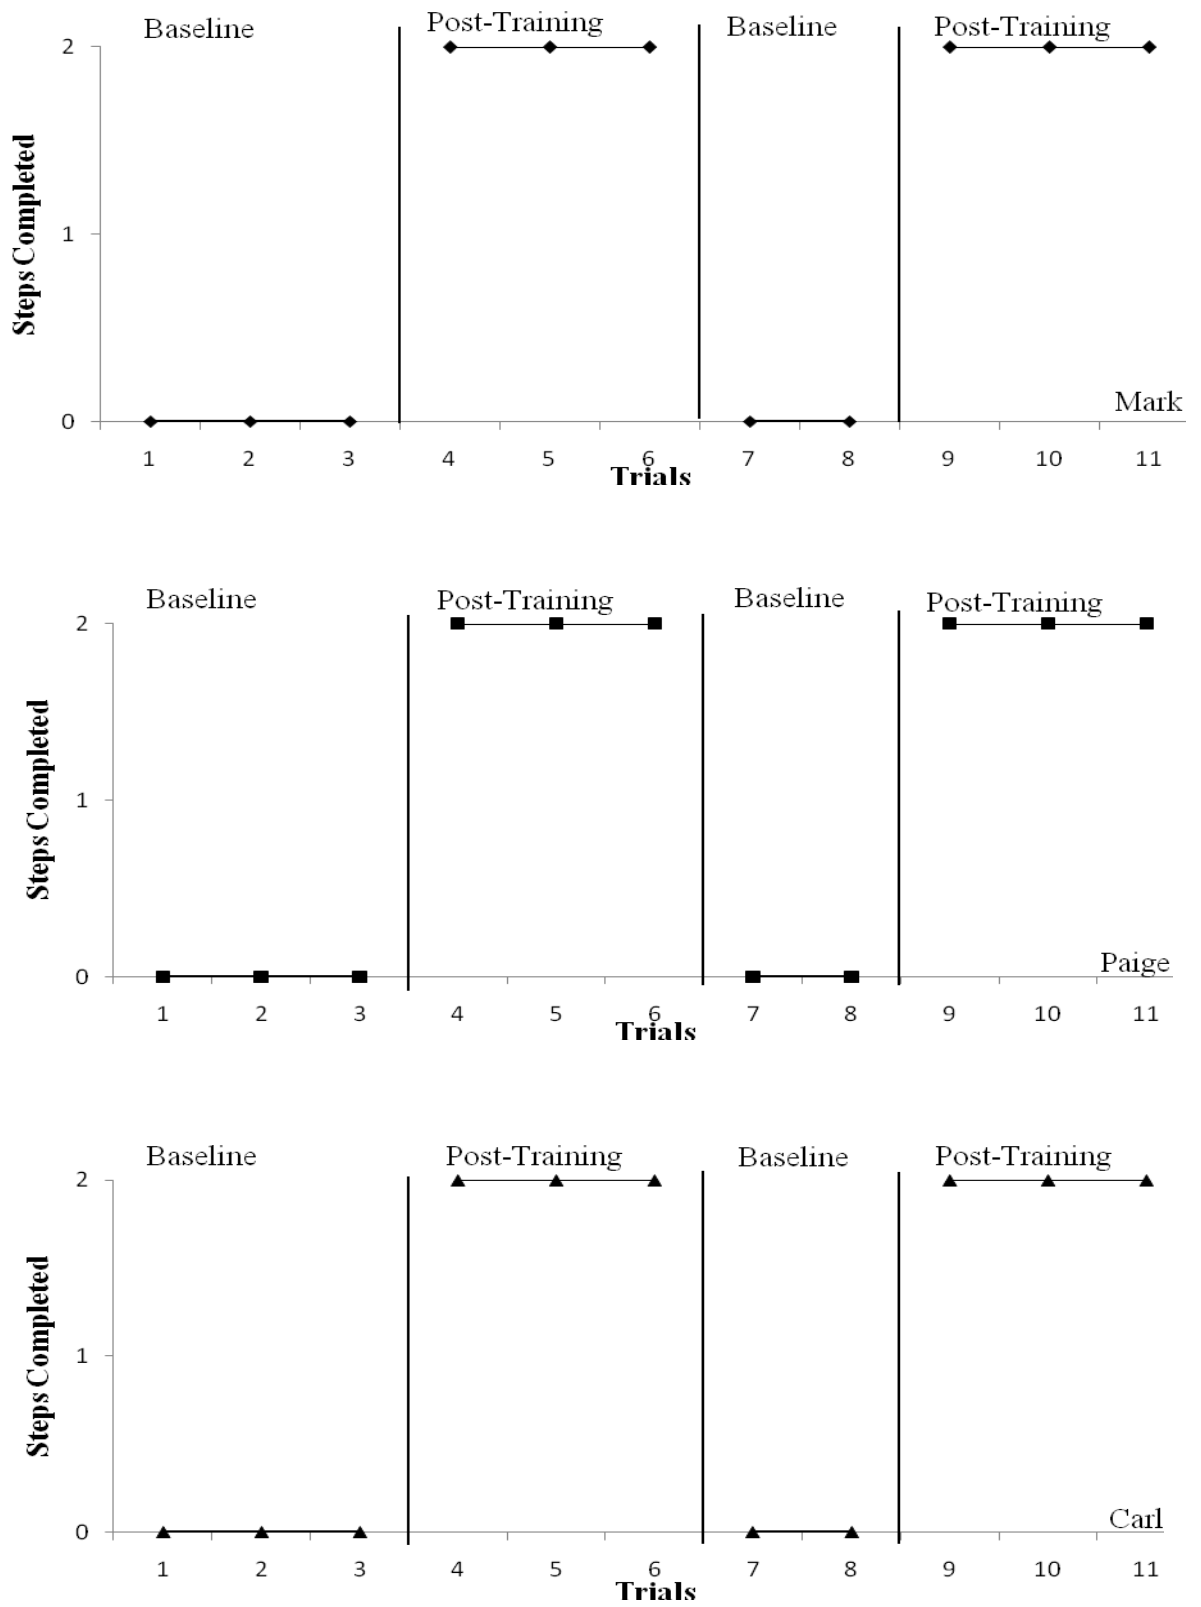 Baseline Post-Training Baseline Post-Training
Steps Completed
2
1
0
Mark
1 2 3 4 5 6 7 8 9 10 11
Trials
Baseline Post-Training Baseline Post-Training
Steps Completed
2
1
0
Paige
1 2 3 4 5 6 7 8 9 10 11
Trials
Baseline Post-Training Baseline Post-Training
Steps Completed
2
1
0
Carl
1 2 3 4 5 6 7 8 9 10 11
Trials